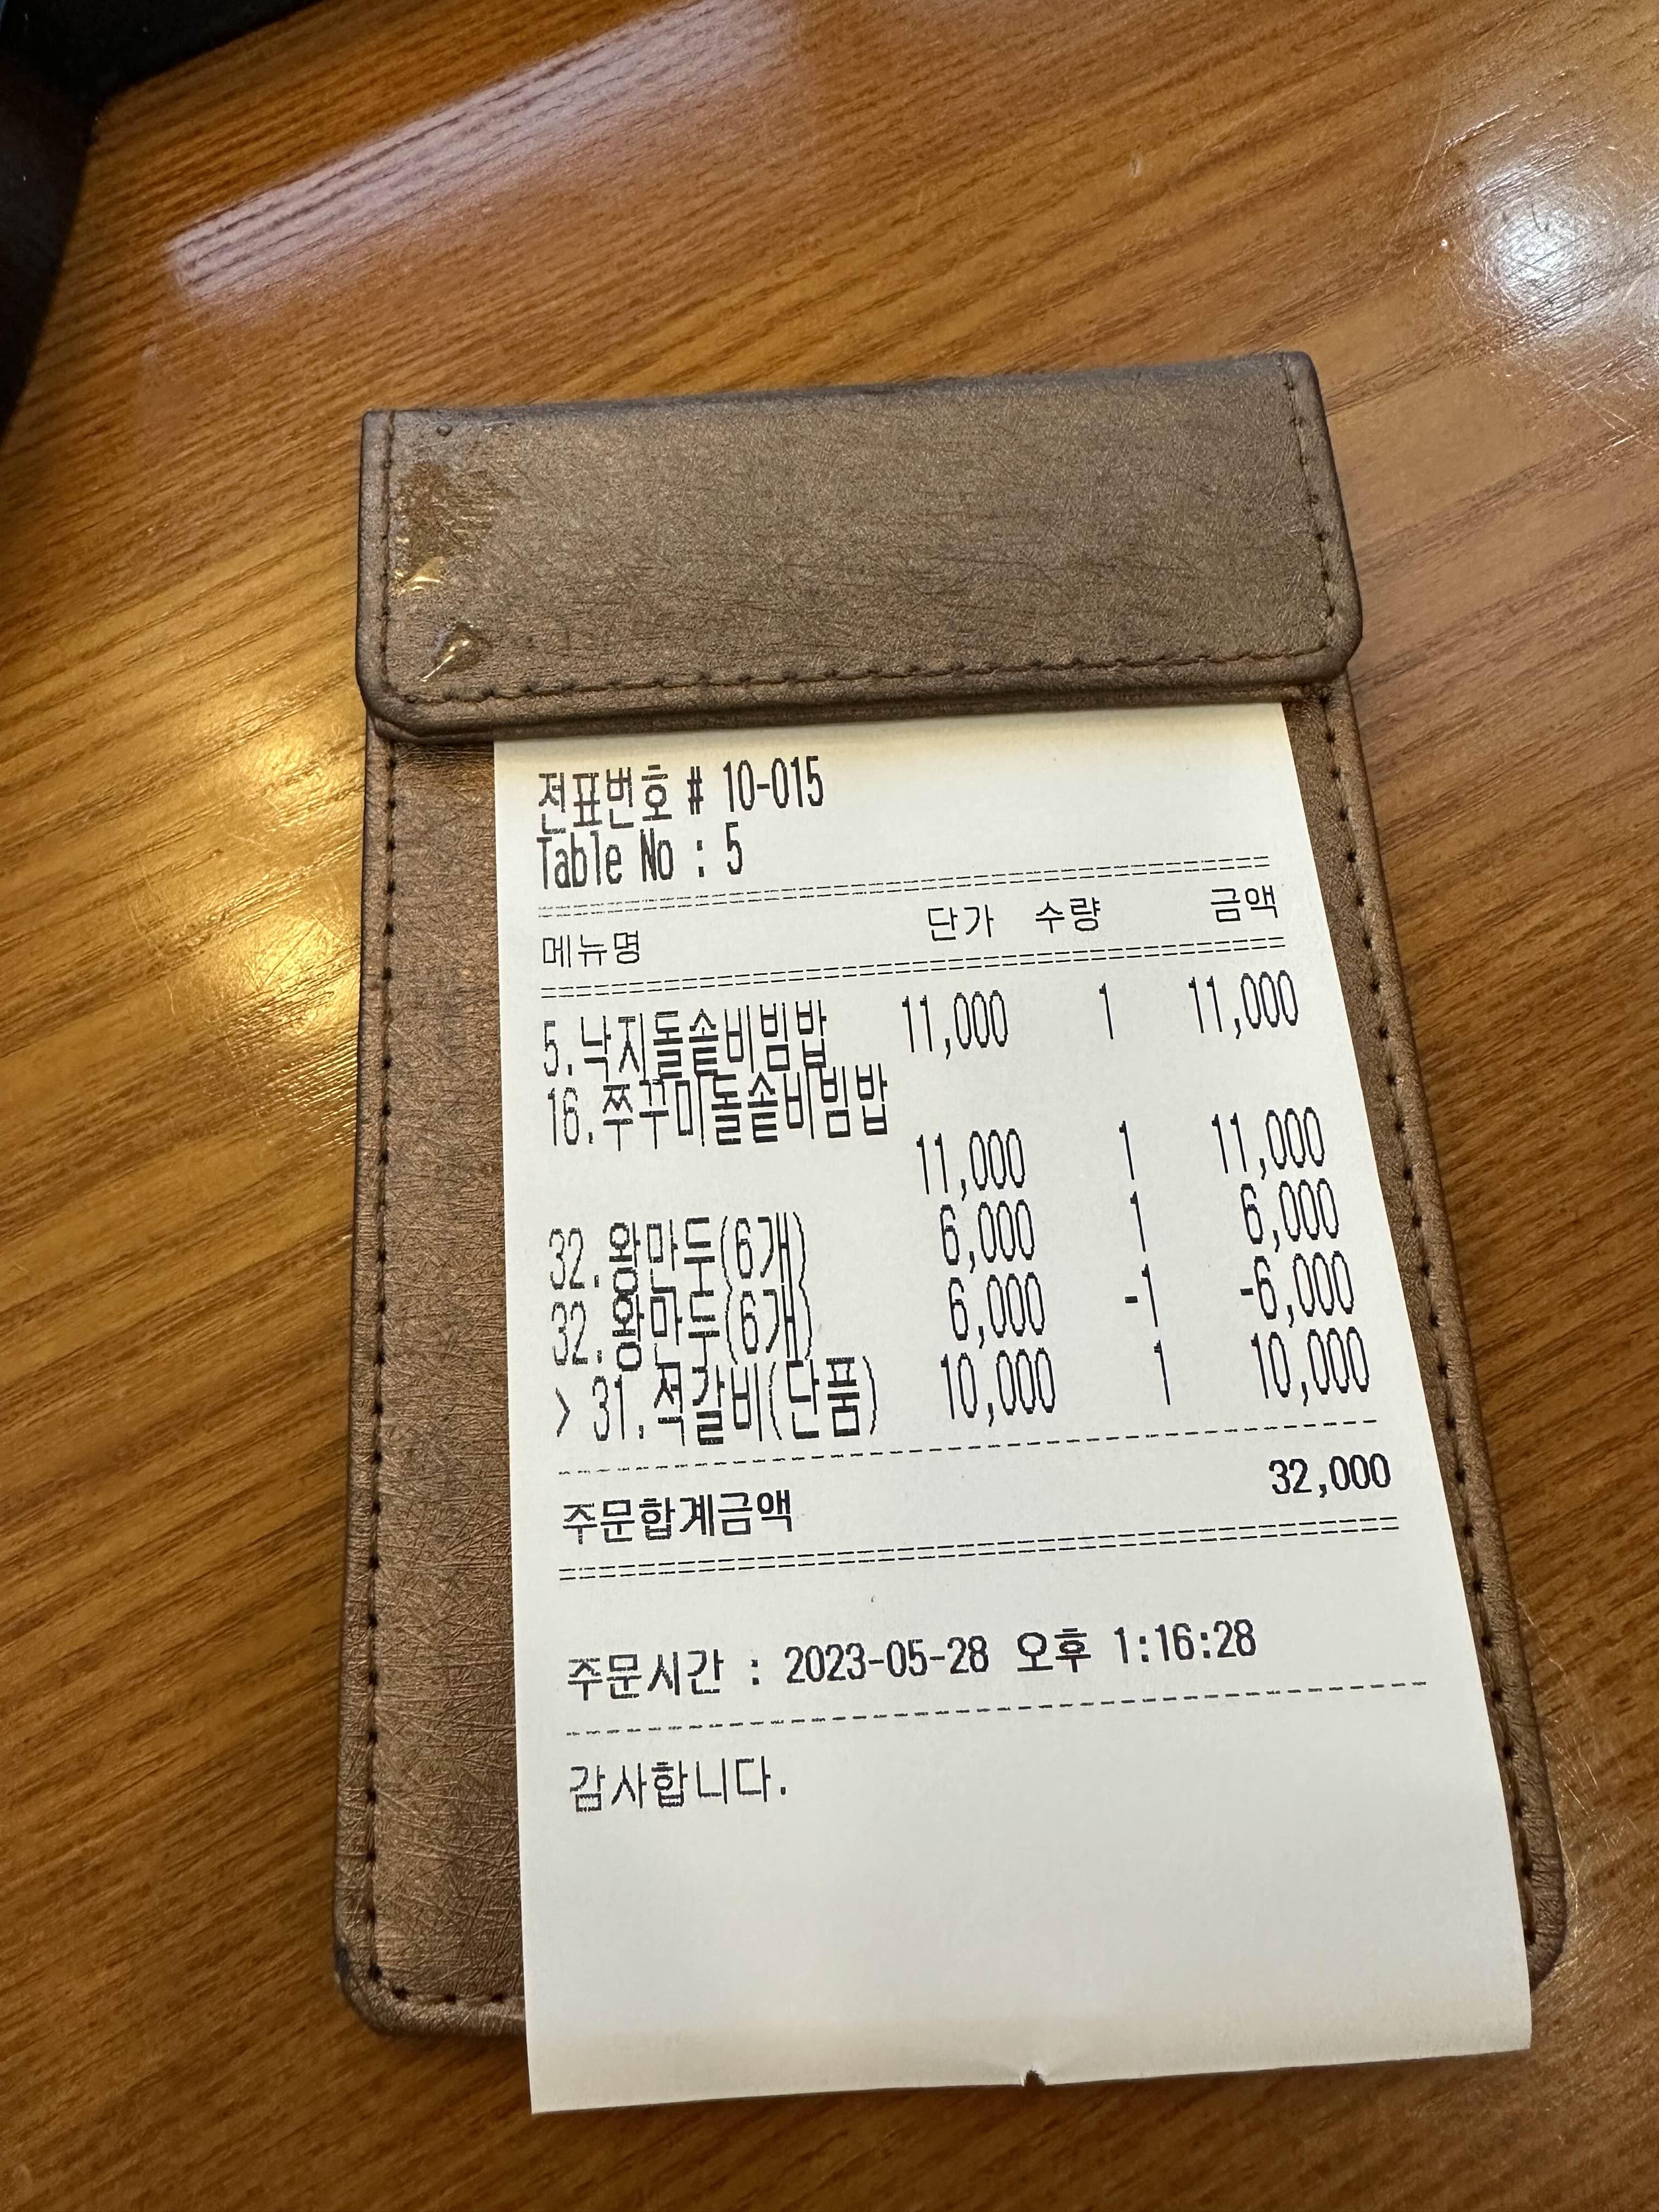 전표번호 # 10-015
Table No : 5
메뉴명 단가 수량 금액
5.낙지돌솥비빔밥 11,000 1 11,000
16.쭈꾸미돌솥비빔밥
11,000 1 11,000
32.왕만두(6개) 6,000 1 6,000
32.왕만두(6개) 6,000 -1 -6,000
> 31.적갈비(단품) 10,000 1 10,000
주문합계금액 32,000
주문시간 : 2023-05-28 오후 1:16:28
감사합니다.